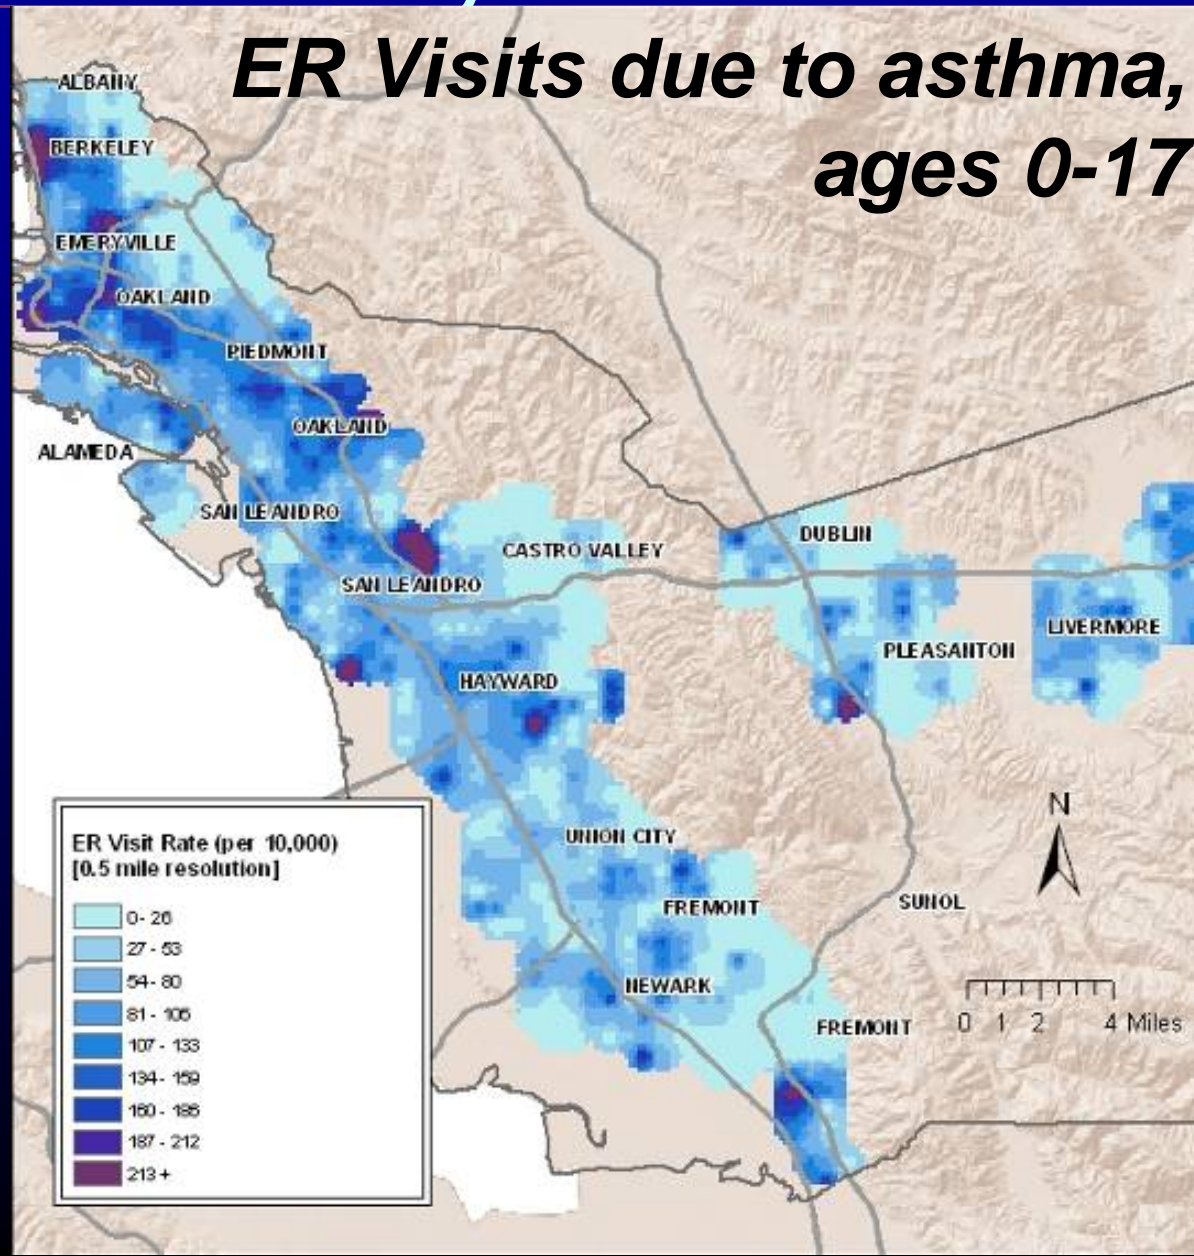 ER Visits due to asthma,
ages 0-17
ALBANY
BERKELEY
EMERYVILLE
OAKLAND
PIEDMONT
OAKLAND
ALAMEDA
SAN LEANDRO
CASTRO VALLEY
DUBLIN
SAN LEANDRO
LIVERMORE
PLEASANTON
HAYWARD
UNION CITY
FREMONT
SUNOL
NEWARK
FREMONT
N
0 1 2 4 Miles
ER Visit Rate (per 10,000)
[0.5 mile resolution]
0 - 26
27 - 53
54 - 80
81 - 106
107 - 133
134 - 159
160 - 186
187 - 212
213 +